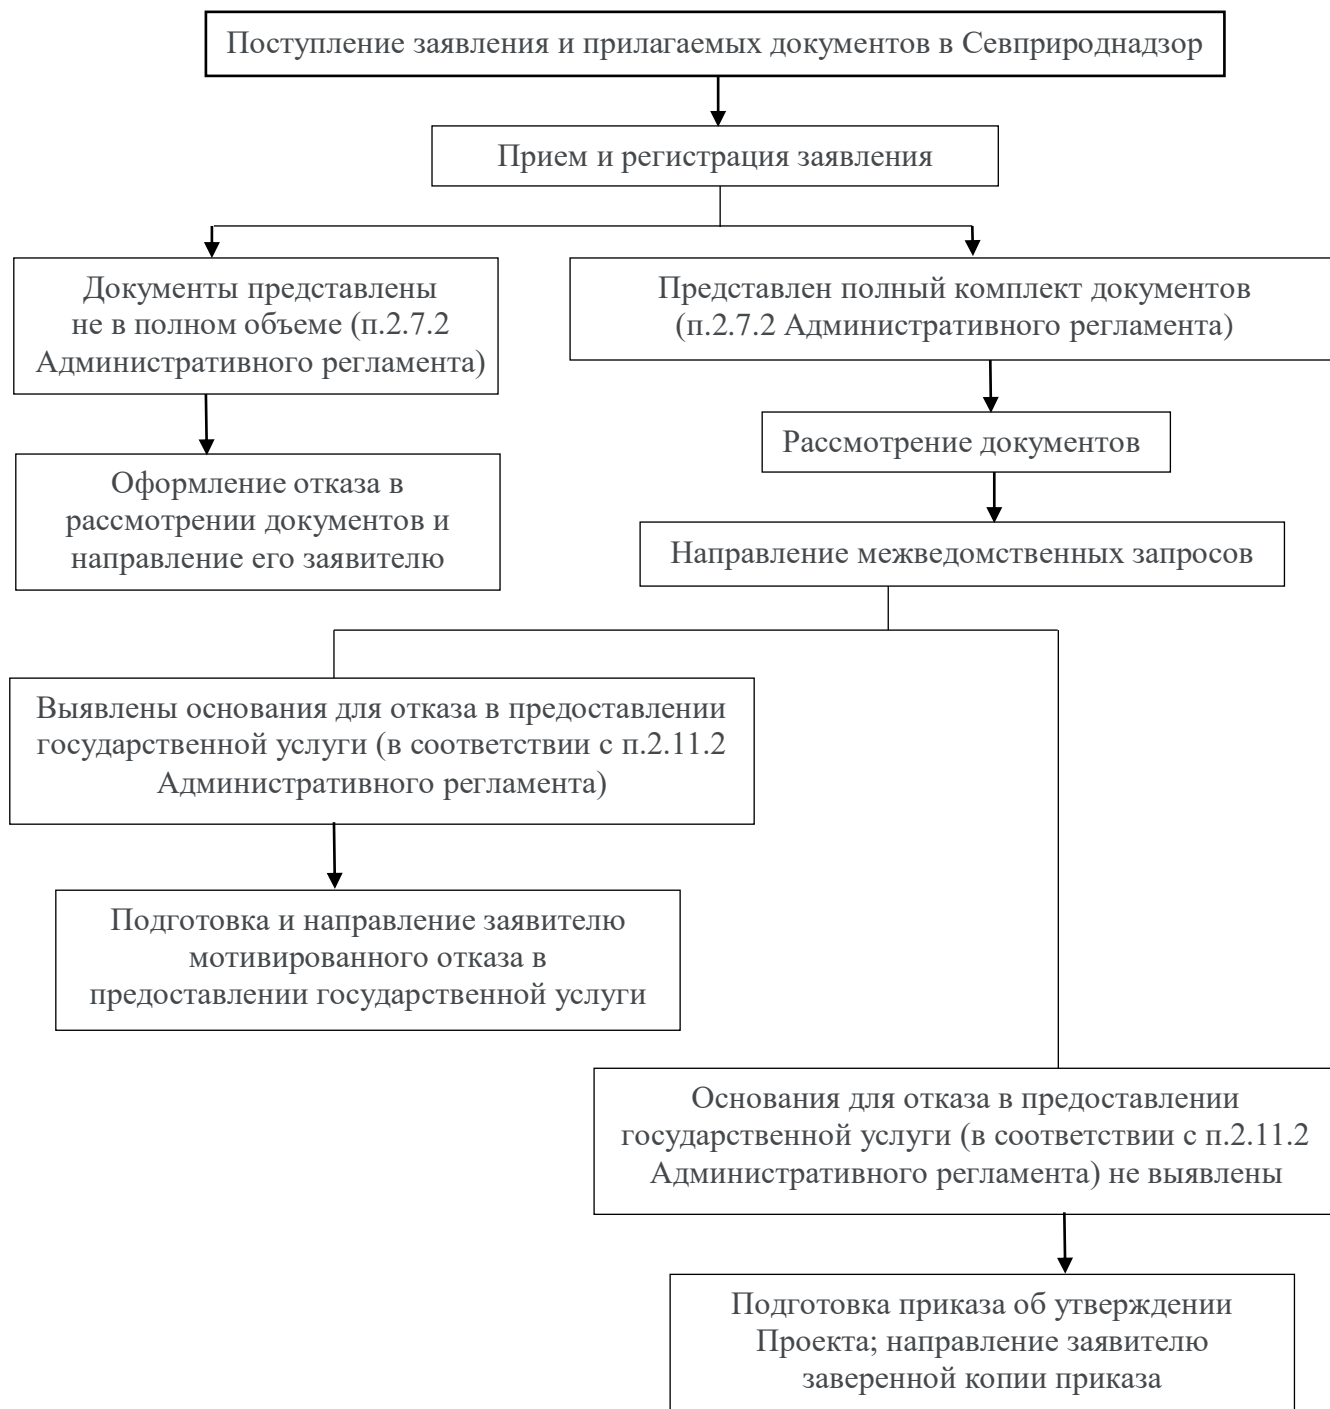 Поступление заявления и прилагаемых документов в Севприроднадзор
Прием и регистрация заявления
Документы представлены
не в полном объеме (п.2.7.2
Административного регламента)
Представлен полный комплект документов
(п.2.7.2 Административного регламента)
Рассмотрение документов
Оформление отказа в
рассмотрении документов и
направление его заявителю
Направление межведомственных запросов
Выявлены основания для отказа в предоставлении
государственной услуги (в соответствии с п.2.11.2
Административного регламента)
Подготовка и направление заявителю
мотивированного отказа в
предоставлении государственной услуги
Основания для отказа в предоставлении
государственной услуги (в соответствии с п.2.11.2
Административного регламента) не выявлены
Подготовка приказа об утверждении
Проекта; направление заявителю
заверенной копии приказа